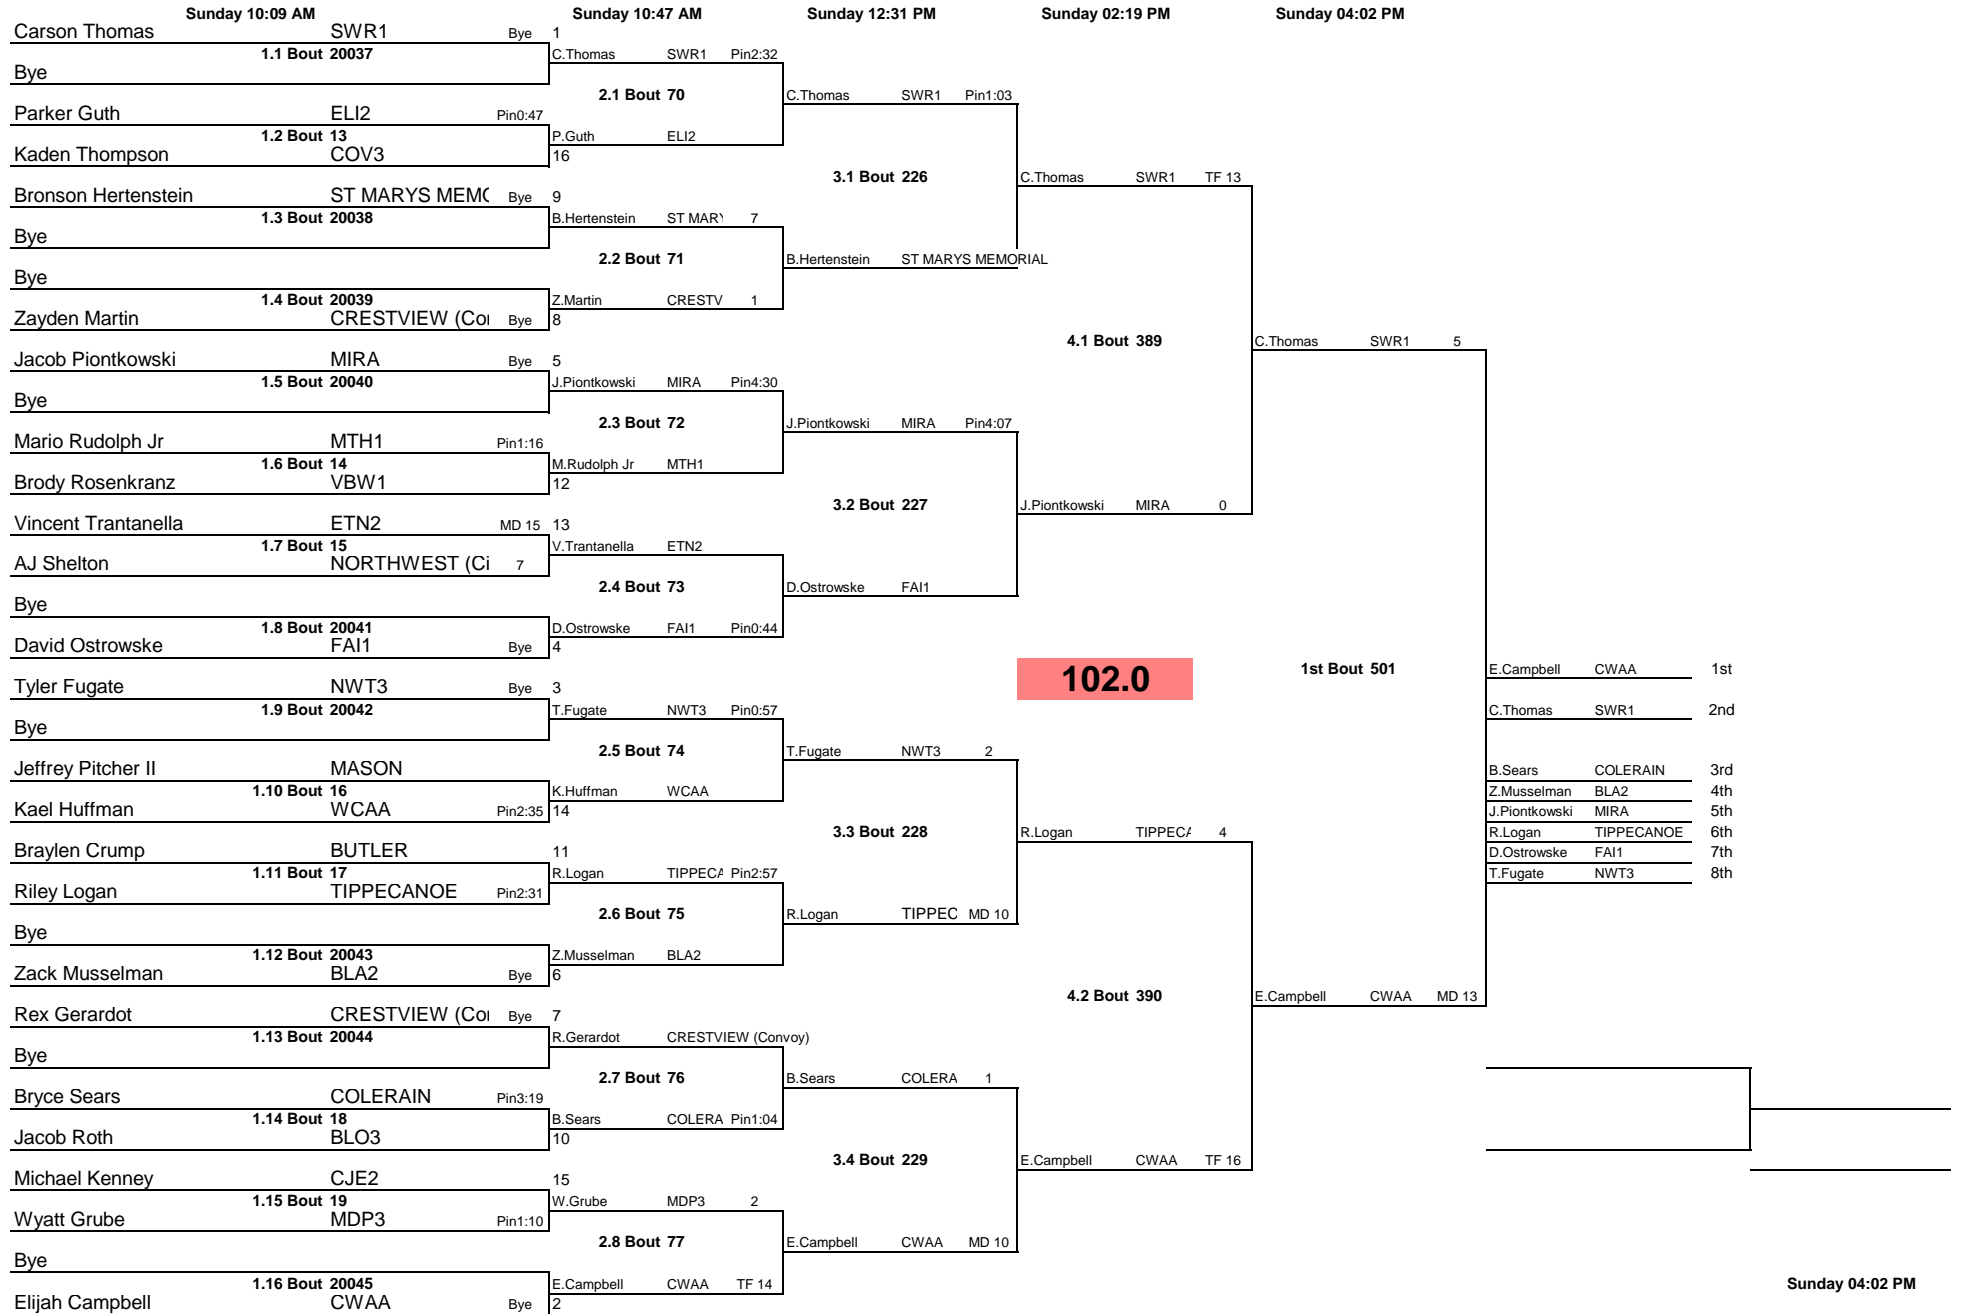 Sunday 10:09 AM Sunday 10:47 AM Sunday 12:31 PM Sunday 02:19 PM Sunday 04:02 PM
Carson Thomas SWR1 Bye 1
1.1 Bout 20037 C.Thomas SWR1 Pin2:32
Bye
2.1 Bout 70 C.Thomas SWR1 Pin1:03
Parker Guth ELI2 Pin0:47
1.2 Bout 13 P.Guth ELI2
Kaden Thompson COV3 16
3.1 Bout 226 C.Thomas SWR1 TF 13
Bronson Hertenstein ST MARYS MEMO Bye 9
1.3 Bout 20038 B.Hertenstein ST MARY 7
Bye
2.2 Bout 71 B.Hertenstein ST MARYS MEMORIAL
Bye
1.4 Bout 20039 Z.Martin CRESTV 1
Zayden Martin CRESTVIEW (Co Bye 8
4.1 Bout 389 C.Thomas SWR1 5
Jacob Piontkowski MIRA Bye 5
1.5 Bout 20040 J.Piontkowski MIRA Pin4:30
Bye
2.3 Bout 72 J.Piontkowski MIRA Pin4:07
Mario Rudolph Jr MTH1 Pin1:16
1.6 Bout 14 M.Rudolph Jr MTH1
Brody Rosenkranz VBW1 12
3.2 Bout 227 J.Piontkowski MIRA 0
Vincent Trantanella ETN2 MD 15 13
1.7 Bout 15 V.Trantanella ETN2
AJ Shelton NORTHWEST (Ci 7
2.4 Bout 73 D.Ostrowske FAI1
Bye
1.8 Bout 20041 D.Ostrowske FAI1 Pin0:44
David Ostrowske FAI1 Bye 4
102.0 1st Bout 501 E.Campbell CWAA 1st
Tyler Fugate NWT3 Bye 3
1.9 Bout 20042 T.Fugate NWT3 Pin0:57 C.Thomas SWR1 2nd
Bye
2.5 Bout 74 T.Fugate NWT3 2
Jeffrey Pitcher II MASON B.Sears COLERAIN 3rd
1.10 Bout 16 K.Huffman WCAA Z.Musselman BLA2 4th
Kael Huffman WCAA Pin2:35 14 J.Piontkowski MIRA 5th
3.3 Bout 228 R.Logan TIPPECA 4 R.Logan TIPPECANOE 6th
Braylen Crump BUTLER 11 D.Ostrowske FAI1 7th
1.11 Bout 17 R.Logan TIPPECA Pin2:57 T.Fugate NWT3 8th
Riley Logan TIPPECANOE Pin2:31
2.6 Bout 75 R.Logan TIPPEC MD 10
Bye
1.12 Bout 20043 Z.Musselman BLA2
Zack Musselman BLA2 Bye 6
4.2 Bout 390 E.Campbell CWAA MD 13
Rex Gerardot CRESTVIEW (Co Bye 7
1.13 Bout 20044 R.Gerardot CRESTVIEW (Convoy)
Bye
2.7 Bout 76 B.Sears COLERA 1
Bryce Sears COLERAIN Pin3:19
1.14 Bout 18 B.Sears COLERA Pin1:04
Jacob Roth BLO3 10
3.4 Bout 229 E.Campbell CWAA TF 16
Michael Kenney CJE2 15
1.15 Bout 19 W.Grube MDP3 2
Wyatt Grube MDP3 Pin1:10
2.8 Bout 77 E.Campbell CWAA MD 10
Bye
1.16 Bout 20045 E.Campbell CWAA TF 14 Sunday 04:02 PM
Elijah Campbell CWAA Bye 2